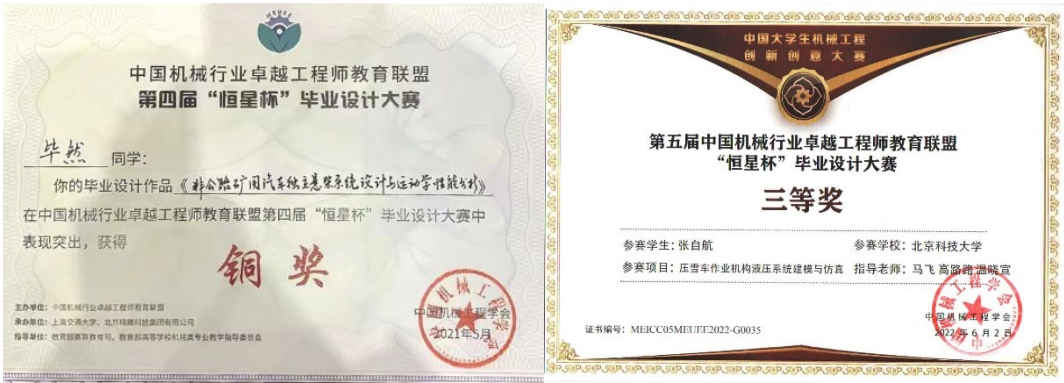 中国机械行业卓越工程师教育联盟
第四届“恒星杯”毕业设计大赛
毕然 同学：
你的毕业设计作品《非公路矿用汽车独立悬架系统设计与运动学性能分析》
在中国机械行业卓越工程师教育联盟第四届“恒星杯”毕业设计大赛中
表现突出，获得
铜奖
主办单位：中国机械行业卓越工程师教育联盟
承办单位：上海交通大学、北京精雕科技集团有限公司
指导单位：教育部高等教育司、教育部高等学校机械类专业教学指导委员会
中国机械工程学会
2021年5月
中国大学生机械工程
创新创意大赛
第五届中国机械行业卓越工程师教育联盟
“恒星杯”毕业设计大赛
三等奖
参赛学生：张自航 参赛学校：北京科技大学
参赛项目：压雪车作业机构液压系统建模与仿真 指导老师：马飞 高路路 温晓宣
中国机械工程学会
2022年6月2日
证书编号：MEICC05MEUEE2022-G0035